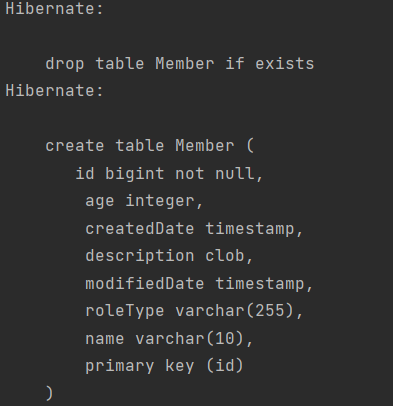 Hibernate:
drop table Member if exists
Hibernate:
create table Member (
id bigint not null,
age integer,
createdDate timestamp,
description clob,
modifiedDate timestamp,
roleType varchar(255),
name varchar(10),
primary key (id)
)